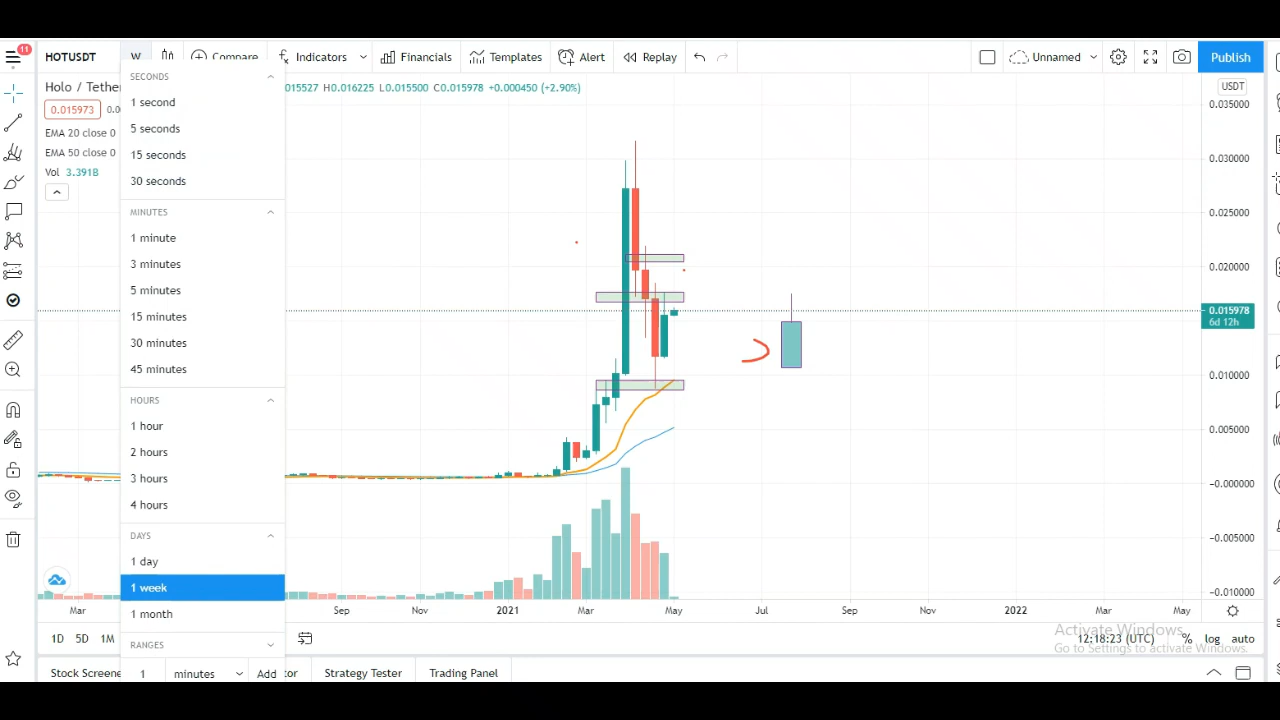 11
HOTUSDT
W
Compare
Indicators
Financials
Templates
Alert
Replay
Unnamed
Publish
Holo / Tether
015527 H0.016225 L0.015500 C0.015978 +0.000450 (+2.90%)
0.015973 0.0
EMA 20 close 0
EMA 50 close 0
Vol 3.391B
SECONDS
1 second
5 seconds
15 seconds
30 seconds
MINUTES
1 minute
3 minutes
5 minutes
15 minutes
30 minutes
45 minutes
HOURS
1 hour
2 hours
3 hours
4 hours
DAYS
1 day
1 week
1 month
RANGES
1 minutes Add
USDT
0.035000
0.030000
0.025000
0.020000
0.015978
6d 12h
0.010000
0.005000
−0.000000
−0.005000
−0.010000
Mar Sep Nov 2021 Mar May Jul Sep Nov 2022 Mar May
1D 5D 1M
12:18:23 (UTC) % log auto
Activate Windows
Go to Settings to activate Windows.
Stock Screene
tor
Strategy Tester
Trading Panel